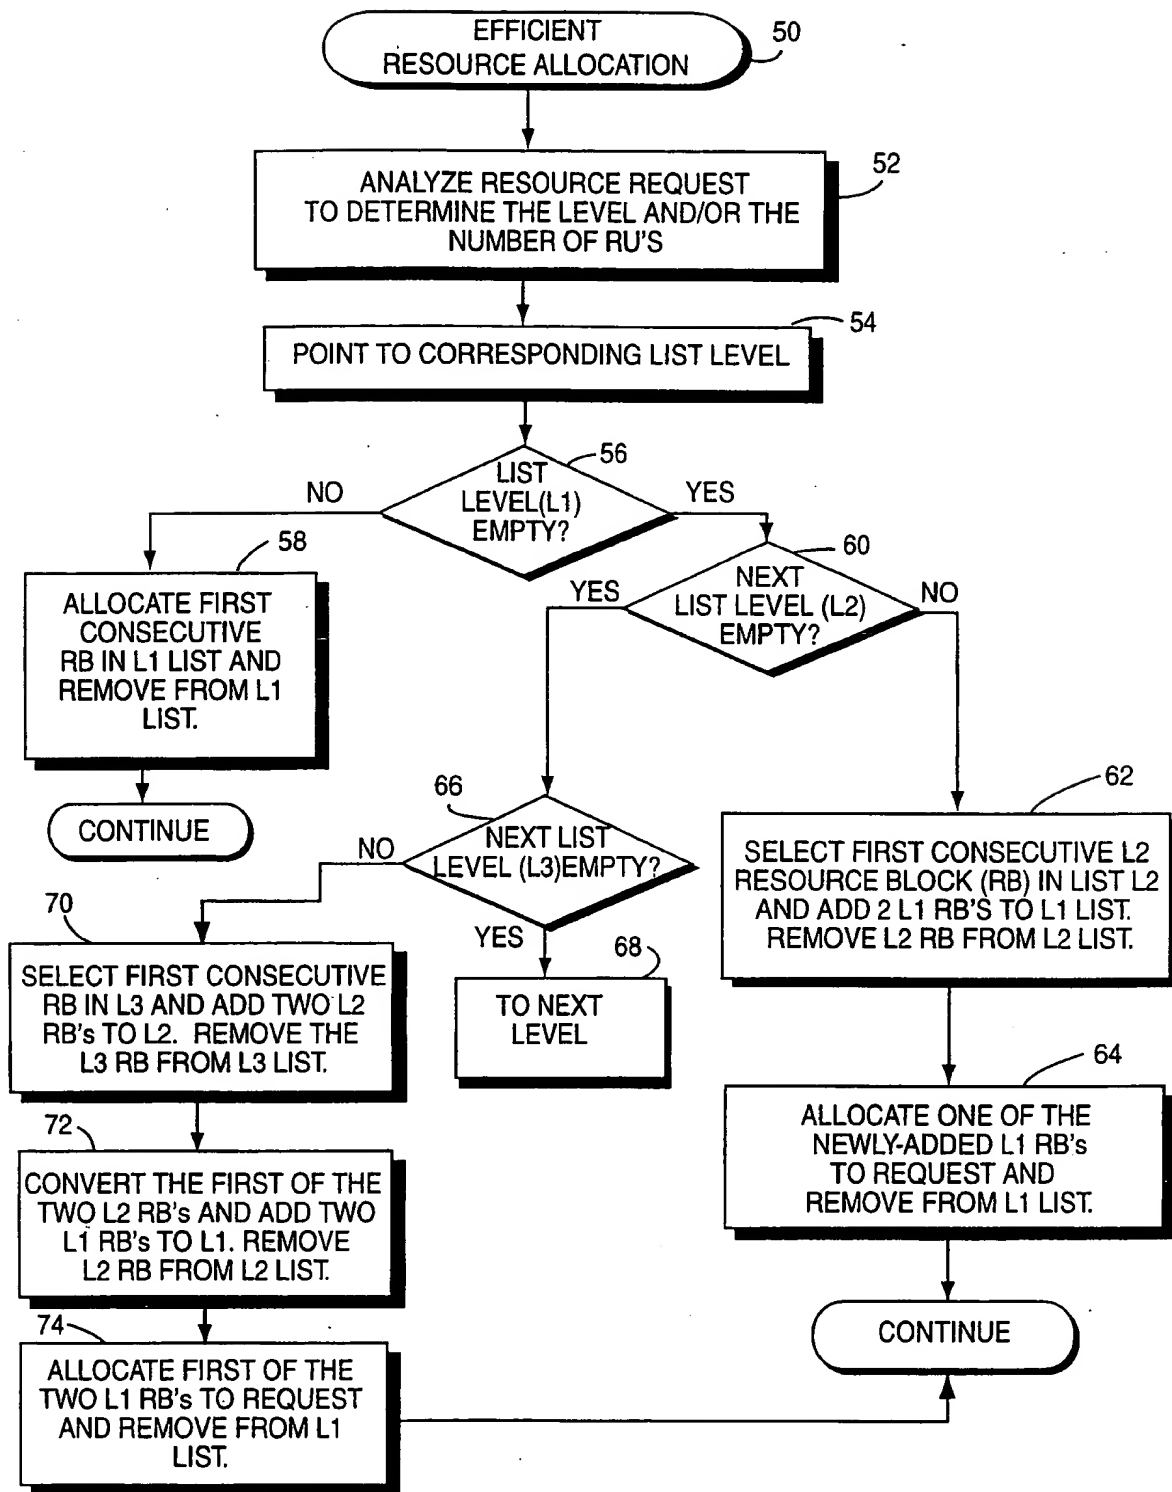 EFFICIENT
RESOURCE ALLOCATION
50
ANALYZE RESOURCE REQUEST
TO DETERMINE THE LEVEL AND/OR THE
NUMBER OF RU'S
52
POINT TO CORRESPONDING LIST LEVEL
54
LIST
LEVEL(L1)
EMPTY?
56
NO
YES
58
ALLOCATE FIRST
CONSECUTIVE
RB IN L1 LIST AND
REMOVE FROM L1
LIST.
CONTINUE
60
NEXT
LIST LEVEL (L2)
EMPTY?
YES
NO
62
SELECT FIRST CONSECUTIVE L2
RESOURCE BLOCK (RB) IN LIST L2
AND ADD 2 L1 RB'S TO L1 LIST.
REMOVE L2 RB FROM L2 LIST.
66
NEXT LIST
LEVEL (L3)EMPTY?
NO
YES
68
TO NEXT
LEVEL
70
SELECT FIRST CONSECUTIVE
RB IN L3 AND ADD TWO L2
RB's TO L2. REMOVE THE
L3 RB FROM L3 LIST.
64
ALLOCATE ONE OF THE
NEWLY-ADDED L1 RB's
TO REQUEST AND
REMOVE FROM L1 LIST.
72
CONVERT THE FIRST OF THE
TWO L2 RB's AND ADD TWO
L1 RB's TO L1. REMOVE
L2 RB FROM L2 LIST.
74
ALLOCATE FIRST OF THE
TWO L1 RB's TO REQUEST
AND REMOVE FROM L1
LIST.
CONTINUE